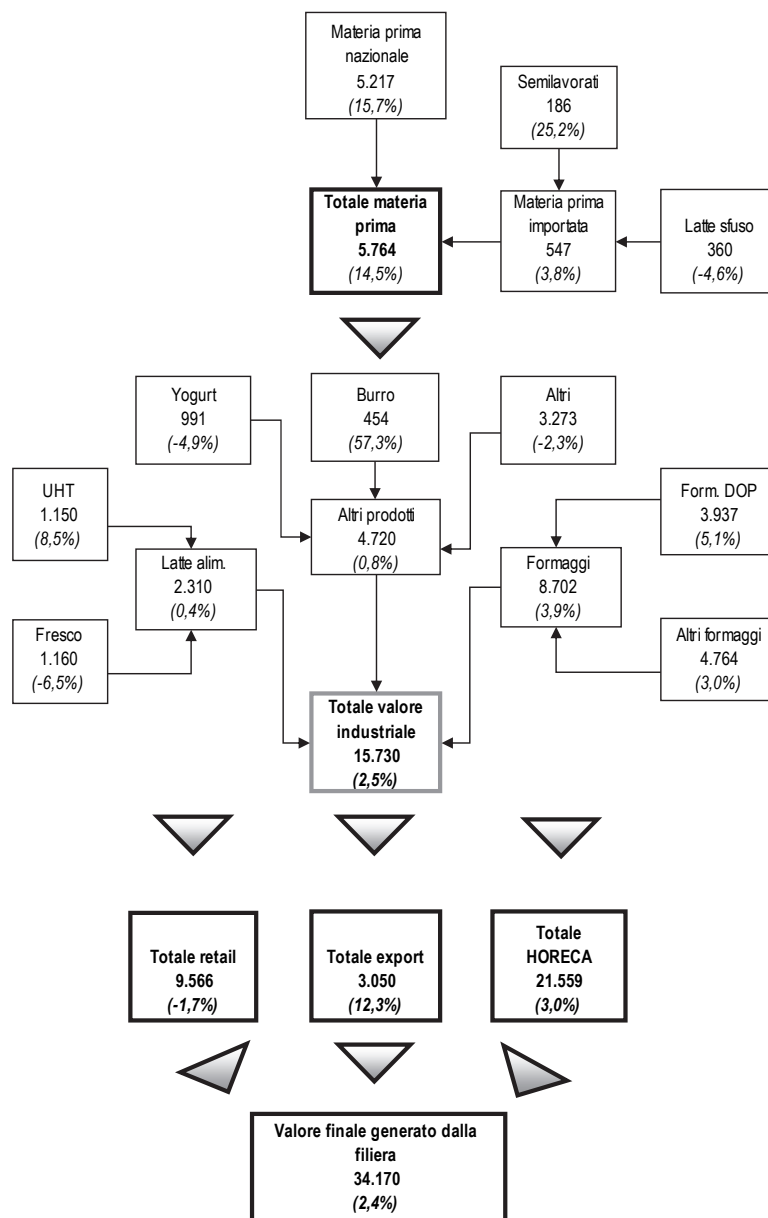 Materia prima
nazionale
5.217
(15,7%)
Semilavorati
186
(25,2%)
Totale materia
prima
5.764
(14,5%)
Materia prima
importata
547
(3,8%)
Latte sfuso
360
(-4,6%)
Yogurt
991
(-4,9%)
Burro
454
(57,3%)
Altri
3.273
(-2,3%)
UHT
1.150
(8,5%)
Altri prodotti
4.720
(0,8%)
Form. DOP
3.937
(5,1%)
Latte alim.
2.310
(0,4%)
Formaggi
8.702
(3,9%)
Fresco
1.160
(-6,5%)
Altri formaggi
4.764
(3,0%)
Totale valore
industriale
15.730
(2,5%)
Totale retail
9.566
(-1,7%)
Totale export
3.050
(12,3%)
Totale
HORECA
21.559
(3,0%)
Valore finale generato dalla
filiera
34.170
(2,4%)